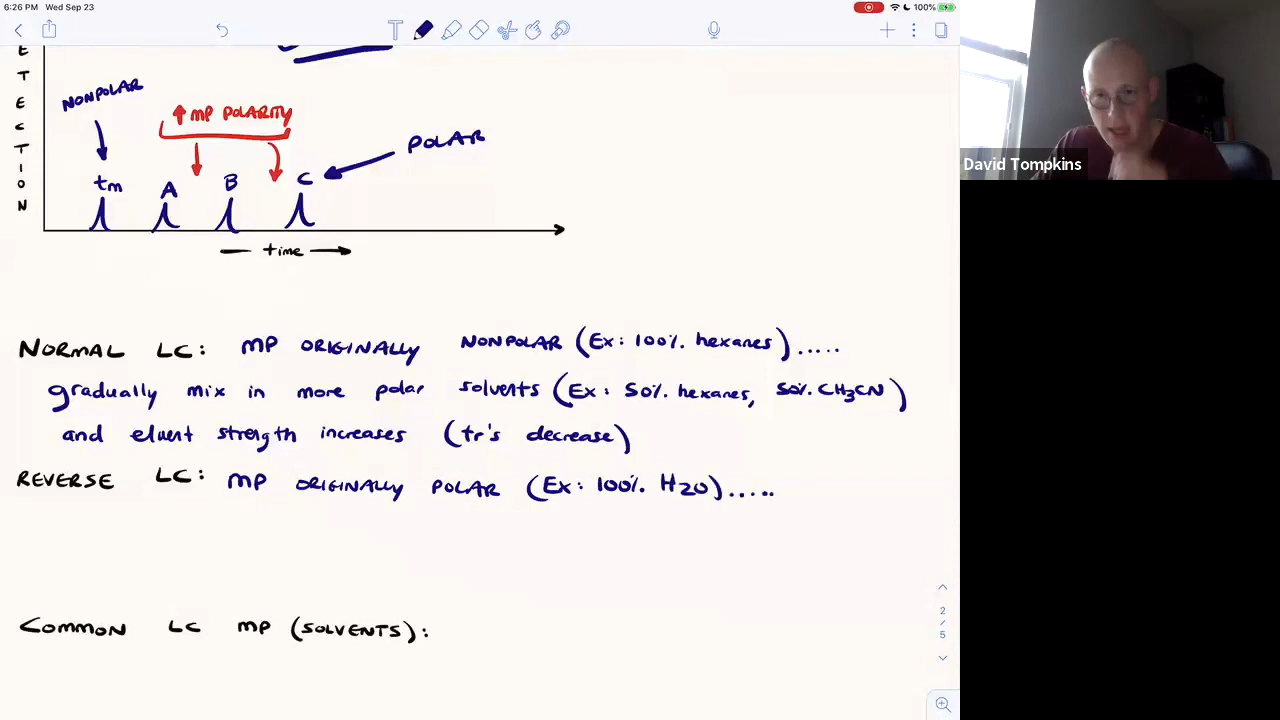 6:26 PM Wed Sep 23
100%
DETECTION
NONPOLAR
↑ MP POLARITY
POLAR
tm A B C
time
David Tompkins
NORMAL LC: MP ORIGINALLY NONPOLAR (Ex: 100% hexanes).....
gradually mix in more polar solvents (Ex: 50% hexanes, 50% CH3CN)
and eluent strength increases (tr's decrease)
REVERSE LC: MP ORIGINALLY POLAR (Ex: 100% H2O).....
2
/
5
COMMON LC MP (SOLVENTS):